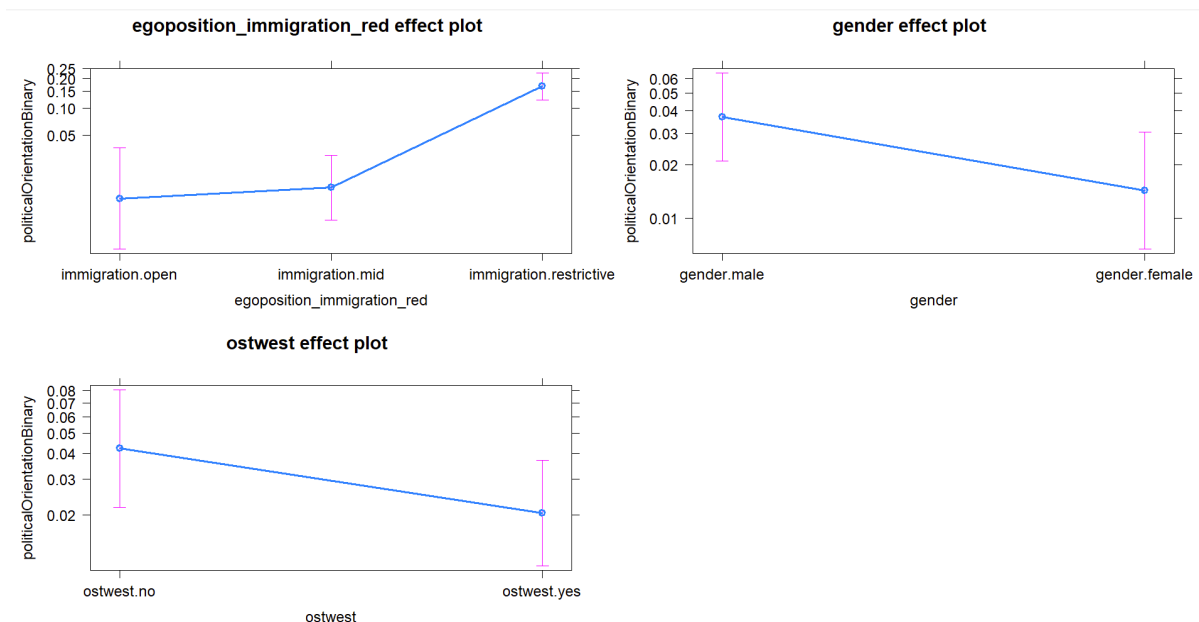 egoposition_immigration_red effect plot
politicalOrientationBinary
0.25
0.20
0.15
0.10
0.05
immigration.open immigration.mid immigration.restrictive
egoposition_immigration_red
gender effect plot
politicalOrientationBinary
0.06
0.05
0.04
0.03
0.02
0.01
gender.male gender.female
gender
ostwest effect plot
politicalOrientationBinary
0.08
0.07
0.06
0.05
0.04
0.03
0.02
ostwest.no ostwest.yes
ostwest